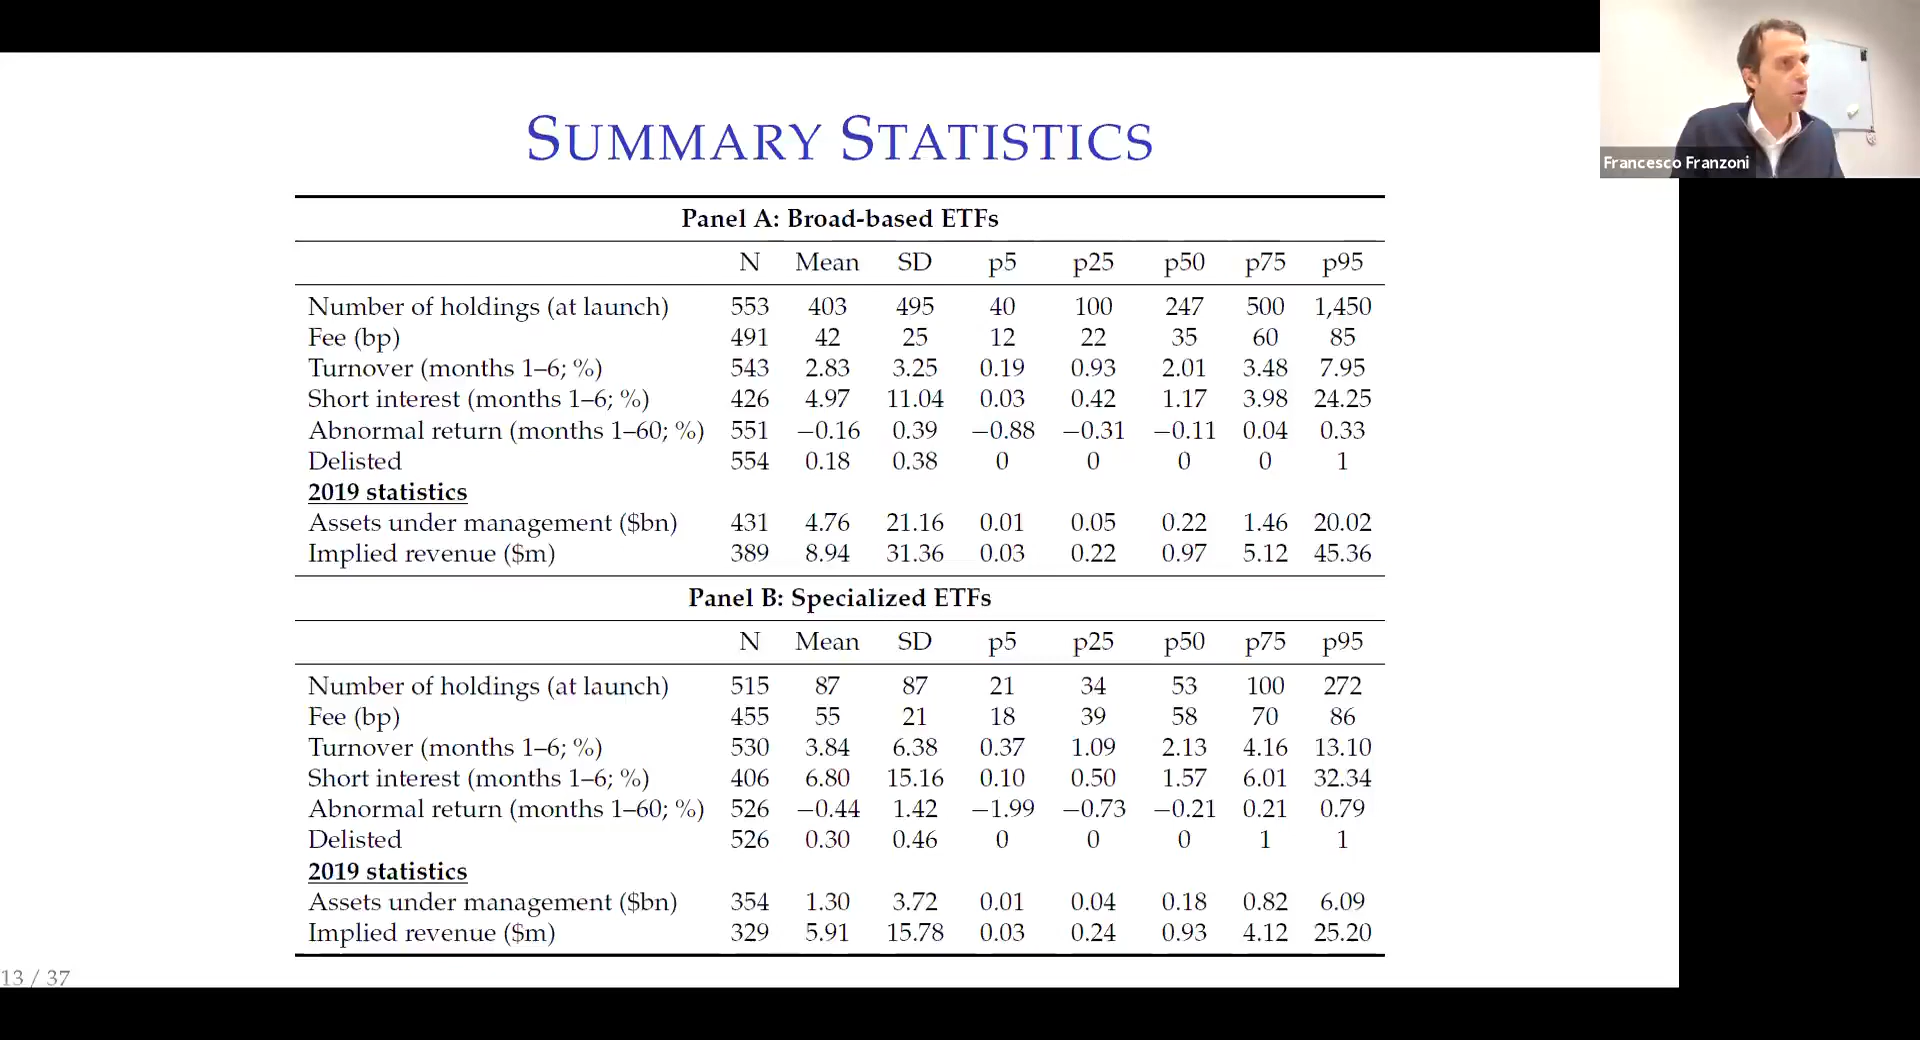 SUMMARY STATISTICS
Francesco Franzoni
Panel A: Broad-based ETFs
N Mean SD p5 p25 p50 p75 p95
Number of holdings (at launch) 553 403 495 40 100 247 500 1,450
Fee (bp) 491 42 25 12 22 35 60 85
Turnover (months 1–6; %) 543 2.83 3.25 0.19 0.93 2.01 3.48 7.95
Short interest (months 1–6; %) 426 4.97 11.04 0.03 0.42 1.17 3.98 24.25
Abnormal return (months 1–60; %) 551 −0.16 0.39 −0.88 −0.31 −0.11 0.04 0.33
Delisted 554 0.18 0.38 0 0 0 0 1
2019 statistics
Assets under management ($bn) 431 4.76 21.16 0.01 0.05 0.22 1.46 20.02
Implied revenue ($m) 389 8.94 31.36 0.03 0.22 0.97 5.12 45.36
Panel B: Specialized ETFs
N Mean SD p5 p25 p50 p75 p95
Number of holdings (at launch) 515 87 87 21 34 53 100 272
Fee (bp) 455 55 21 18 39 58 70 86
Turnover (months 1–6; %) 530 3.84 6.38 0.37 1.09 2.13 4.16 13.10
Short interest (months 1–6; %) 406 6.80 15.16 0.10 0.50 1.57 6.01 32.34
Abnormal return (months 1–60; %) 526 −0.44 1.42 −1.99 −0.73 −0.21 0.21 0.79
Delisted 526 0.30 0.46 0 0 0 1 1
2019 statistics
Assets under management ($bn) 354 1.30 3.72 0.01 0.04 0.18 0.82 6.09
Implied revenue ($m) 329 5.91 15.78 0.03 0.24 0.93 4.12 25.20
13 / 37